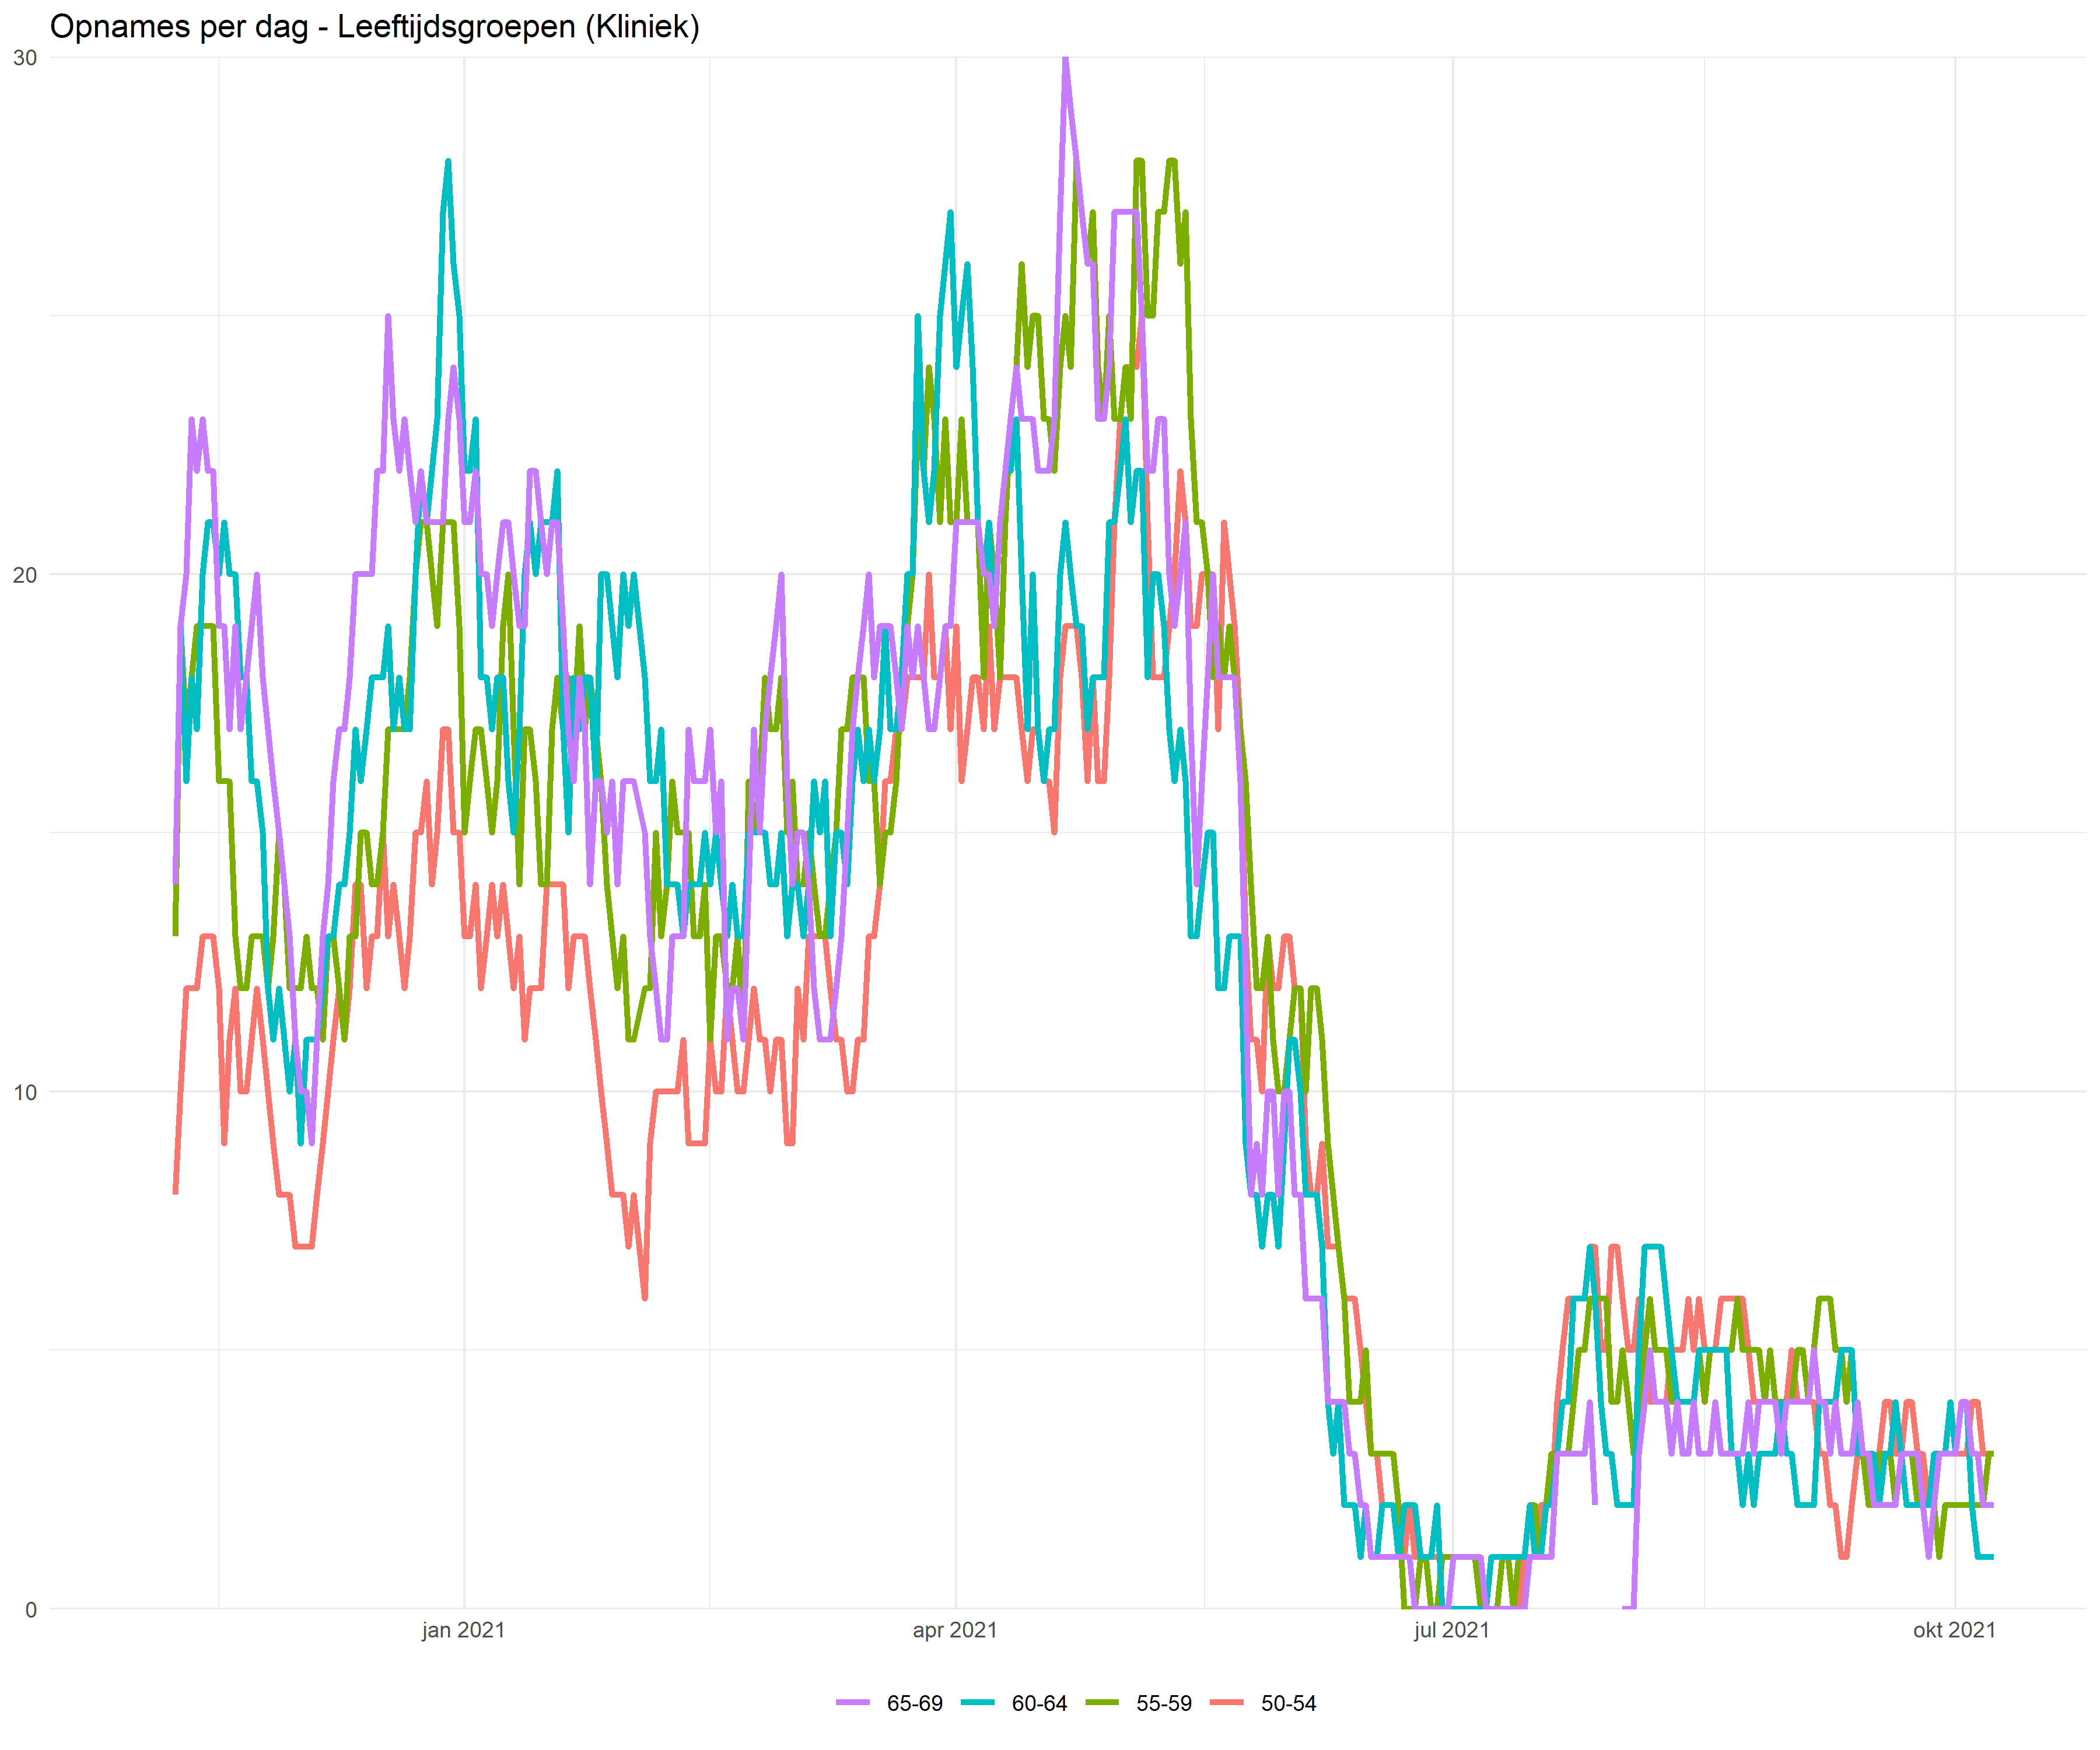 Opnames per dag - Leeftijdsgroepen (Kliniek)
30
20
10
0
jan 2021 apr 2021 jul 2021 okt 2021
65-69 60-64 55-59 50-54